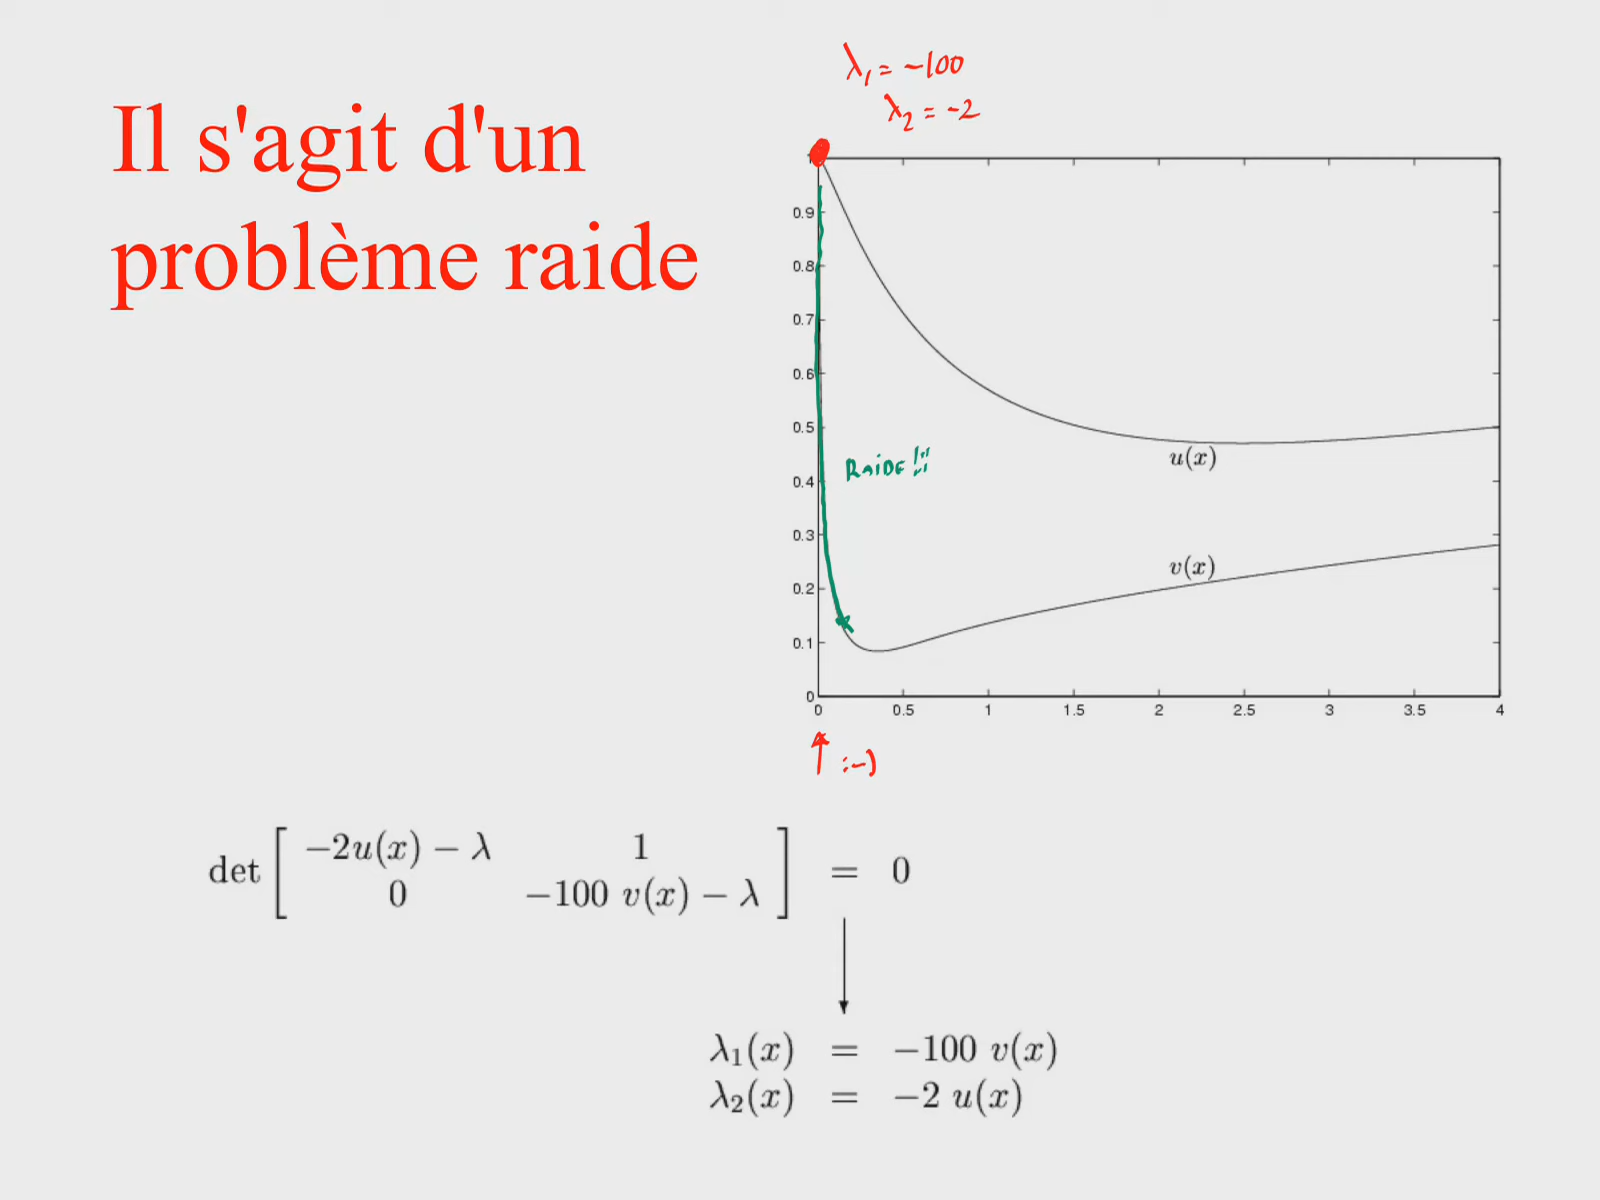 Il s'agit d'un
problème raide
λ₁ = -100
λ₂ = -2
0.9
0.8
0.7
0.6
0.5
0.4
0.3
0.2
0.1
0
RAIDE !!!
u(x)
v(x)
0 0.5 1 1.5 2 2.5 3 3.5 4
:-)
det [ −2u(x) − λ 1 ] = 0
0 −100 v(x) − λ
λ₁(x) = −100 v(x)
λ₂(x) = −2 u(x)